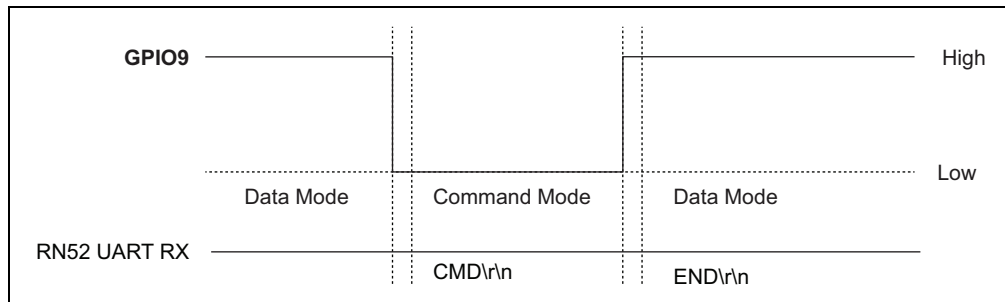 GPIO9 High
Low
Data Mode Command Mode Data Mode
RN52 UART RX
CMD\r\n END\r\n